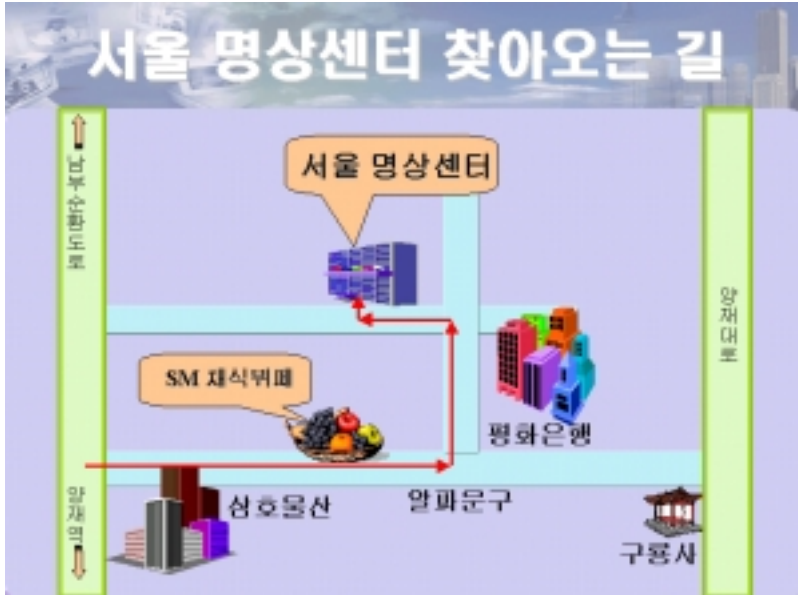 서울 명상센터 찾아오는 길
남부순환도로
서울 명상센터
양재대로
SM 채식뷔페
평화은행
양재역
삼호물산
알파문구
구룡사